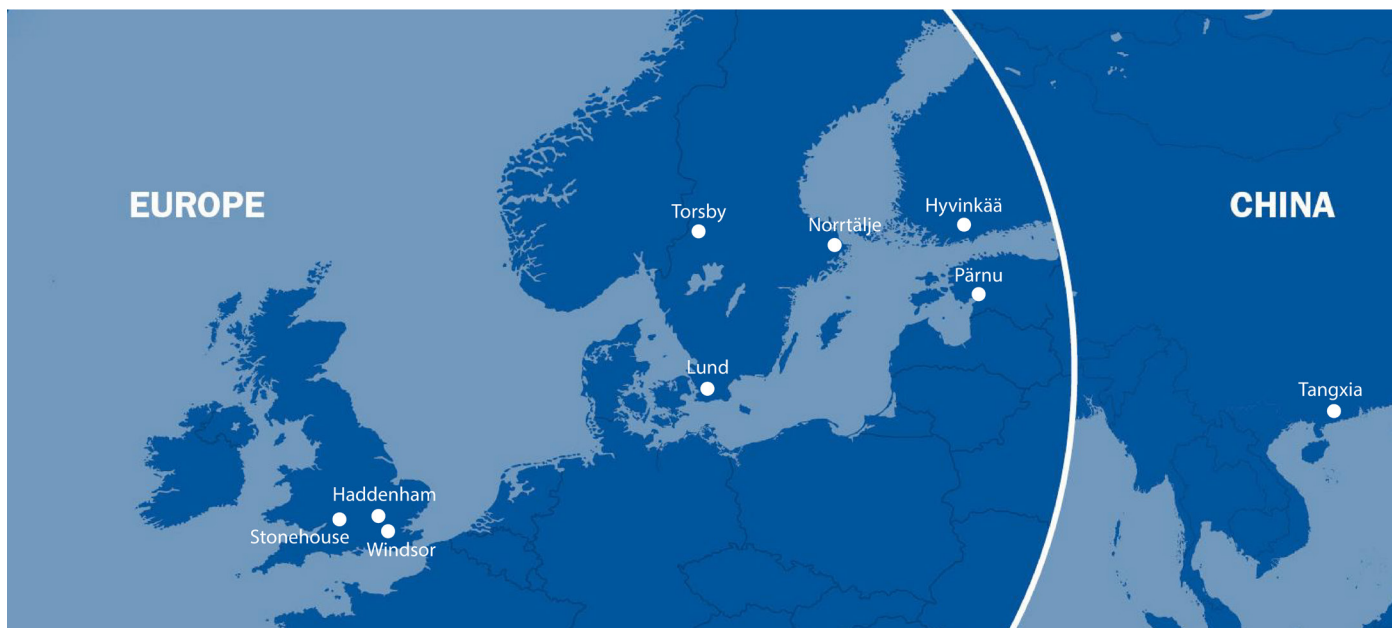 EUROPE
CHINA
Torsby
Norrtälje
Hyvinkää
Pärnu
Lund
Tangxia
Haddenham
Stonehouse
Windsor